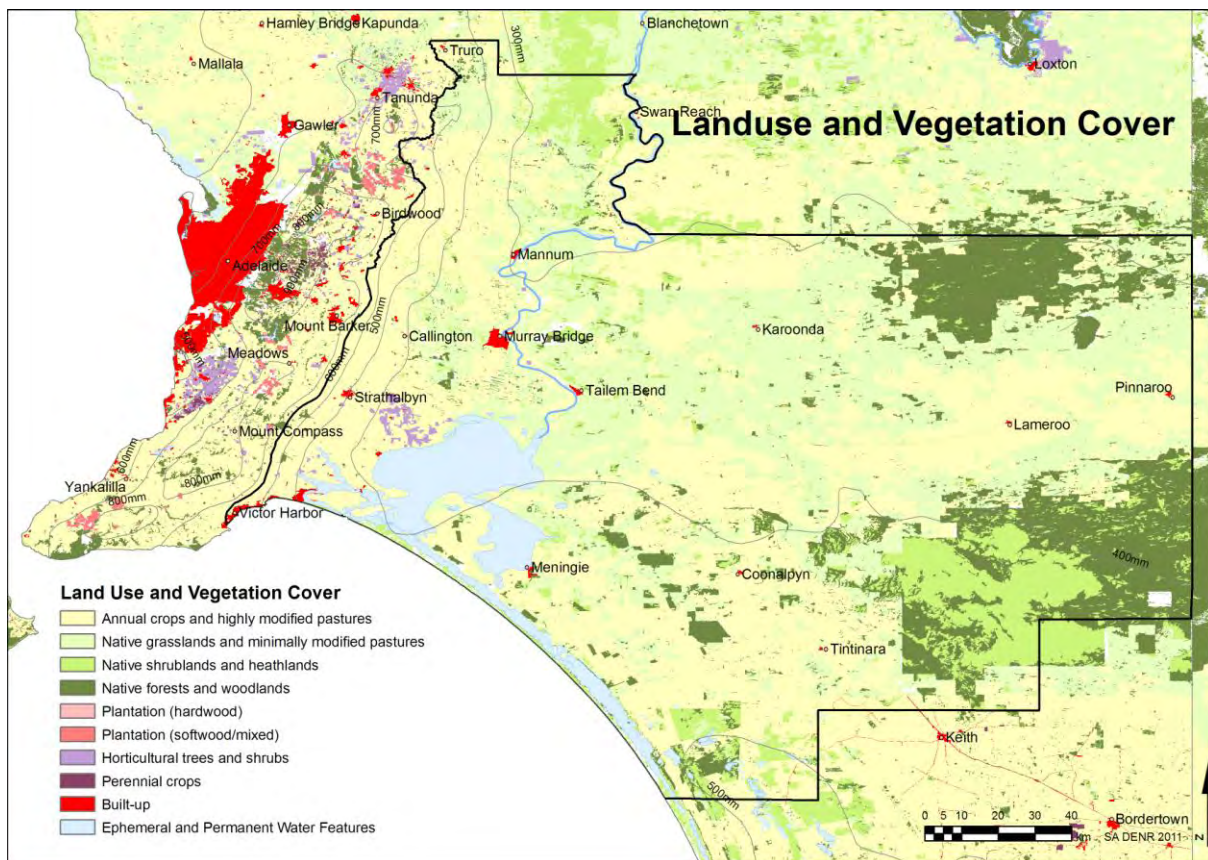 Hamley Bridge
Kapunda
Blanchetown
Truro
300mm
Mallala
Loxton
Tanunda
Swan Reach
Landuse and Vegetation Cover
Gawler
700mm
Birdwood
800mm
700mm
Adelaide
Mannum
800mm
500mm
Mount Barker
Callington
Murray Bridge
Karoonda
Meadows
600mm
Strathalbyn
Tailem Bend
Pinnaroo
Mount Compass
Lameroo
600mm
Yankalilla
800mm
800mm
Victor Harbor
400mm
Meningie
Coonalpyn
Land Use and Vegetation Cover
Annual crops and highly modified pastures
Native grasslands and minimally modified pastures
Tintinara
Native shrublands and heathlands
Native forests and woodlands
Plantation (hardwood)
Plantation (softwood/mixed)
Keith
Horticultural trees and shrubs
Perennial crops
500mm
Built-up
Ephemeral and Permanent Water Features
Bordertown
0 5 10 20 30 40
km
SA DENR 2011
z